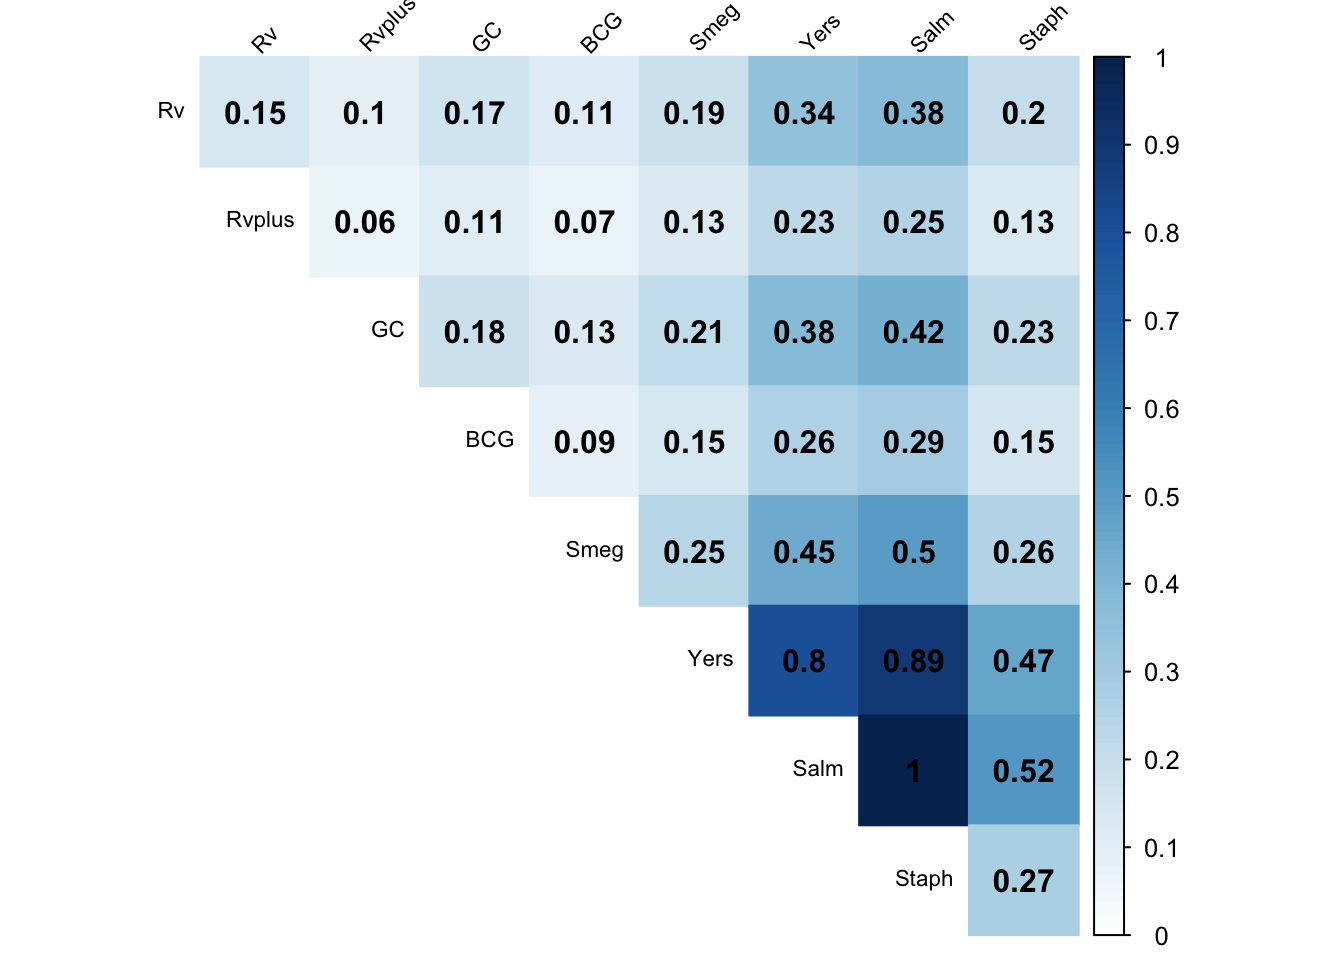 Rv Rvplus GC BCG Smeg Yers Salm Staph
Rv 0.15 0.1 0.17 0.11 0.19 0.34 0.38 0.2
Rvplus 0.06 0.11 0.07 0.13 0.23 0.25 0.13
GC 0.18 0.13 0.21 0.38 0.42 0.23
BCG 0.09 0.15 0.26 0.29 0.15
Smeg 0.25 0.45 0.5 0.26
Yers 0.8 0.89 0.47
Salm 1 0.52
Staph 0.27
1
0.9
0.8
0.7
0.6
0.5
0.4
0.3
0.2
0.1
0